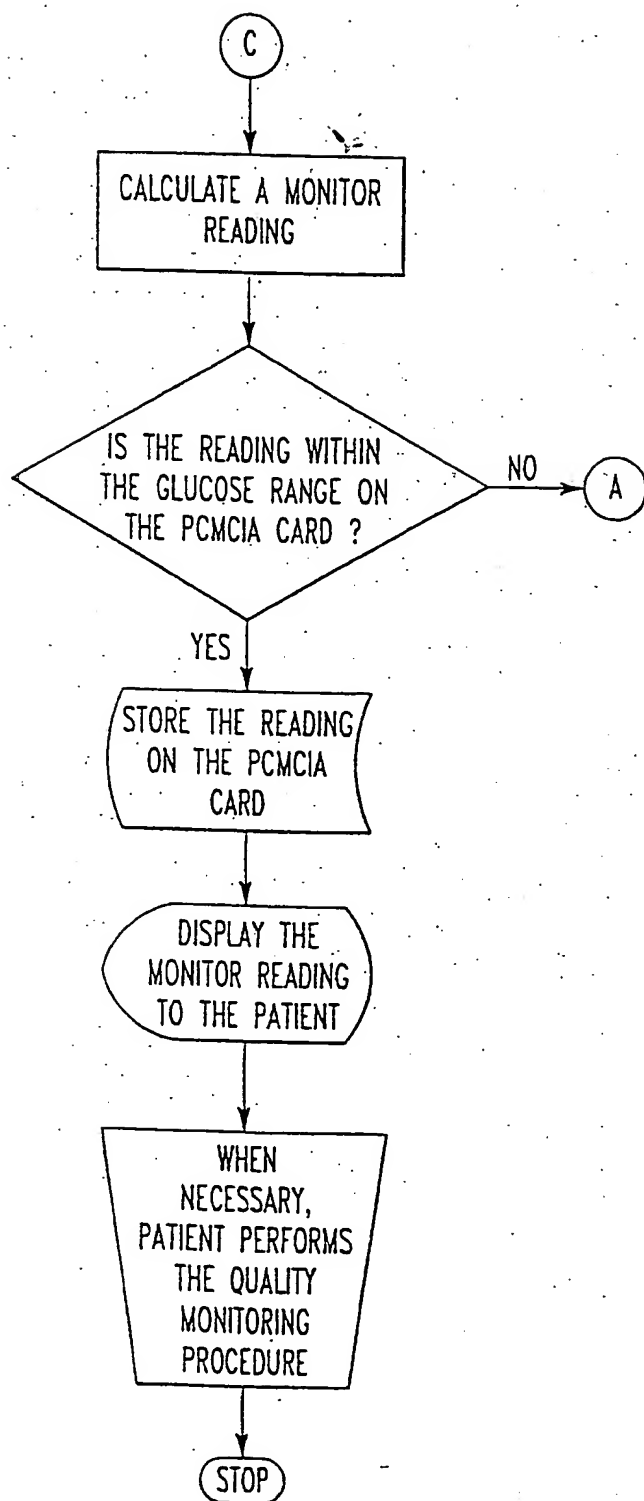 C
CALCULATE A MONITOR
READING
IS THE READING WITHIN
THE GLUCOSE RANGE ON
THE PCMCIA CARD ?
NO
A
YES
STORE THE READING
ON THE PCMCIA
CARD
DISPLAY THE
MONITOR READING
TO THE PATIENT
WHEN
NECESSARY,
PATIENT PERFORMS
THE QUALITY
MONITORING
PROCEDURE
STOP